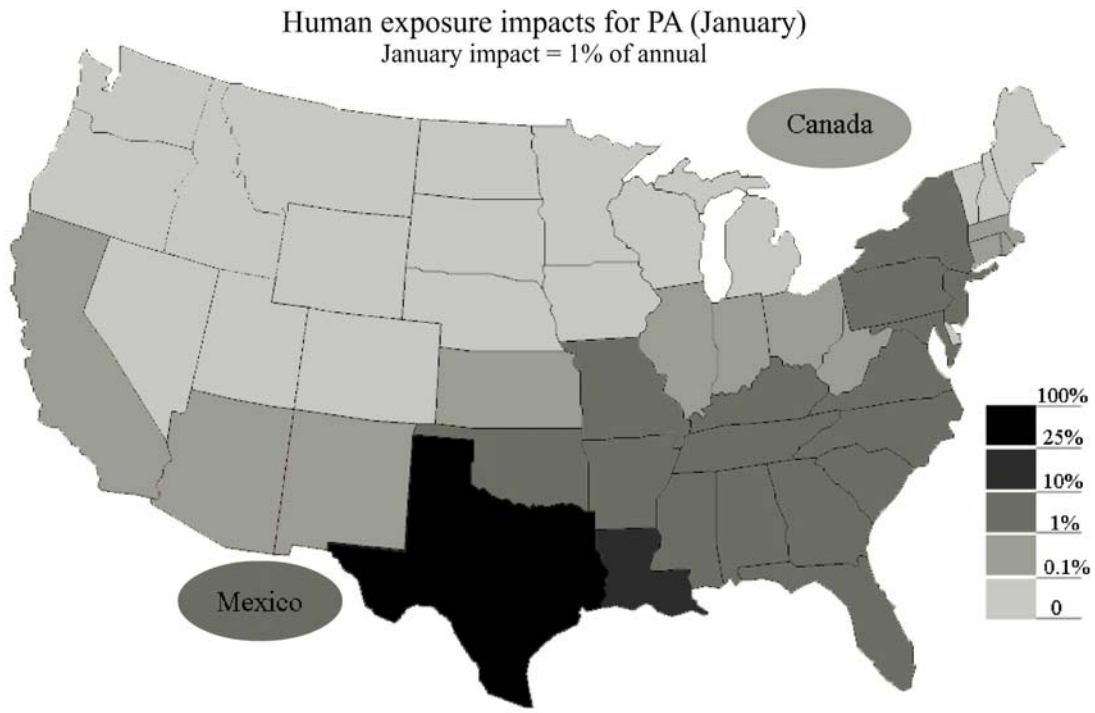 Human exposure impacts for PA (January)
January impact = 1% of annual
Canada
Mexico
100%
25%
10%
1%
0.1%
0